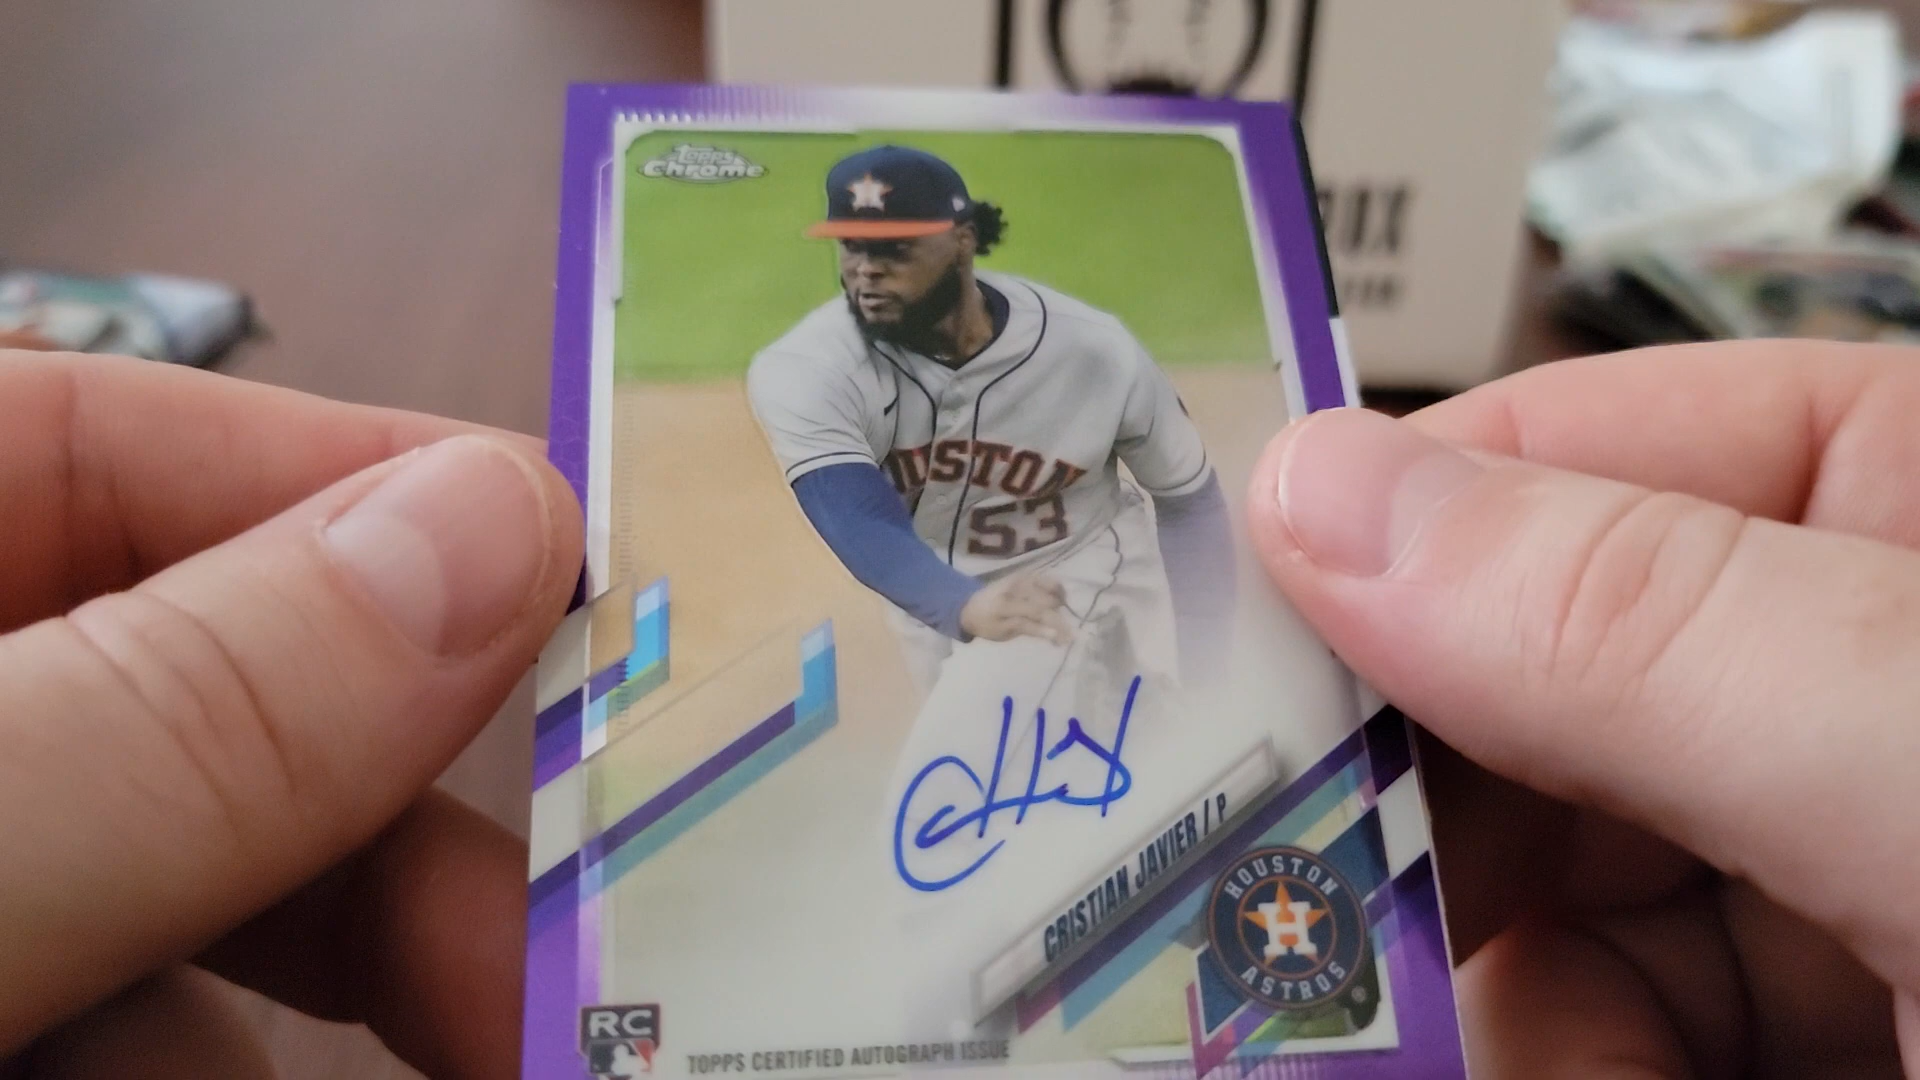 Topps
Chrome
HOUSTON
53
CRISTIAN JAVIER / P
HOUSTON
ASTROS
RC
TOPPS CERTIFIED AUTOGRAPH ISSUE